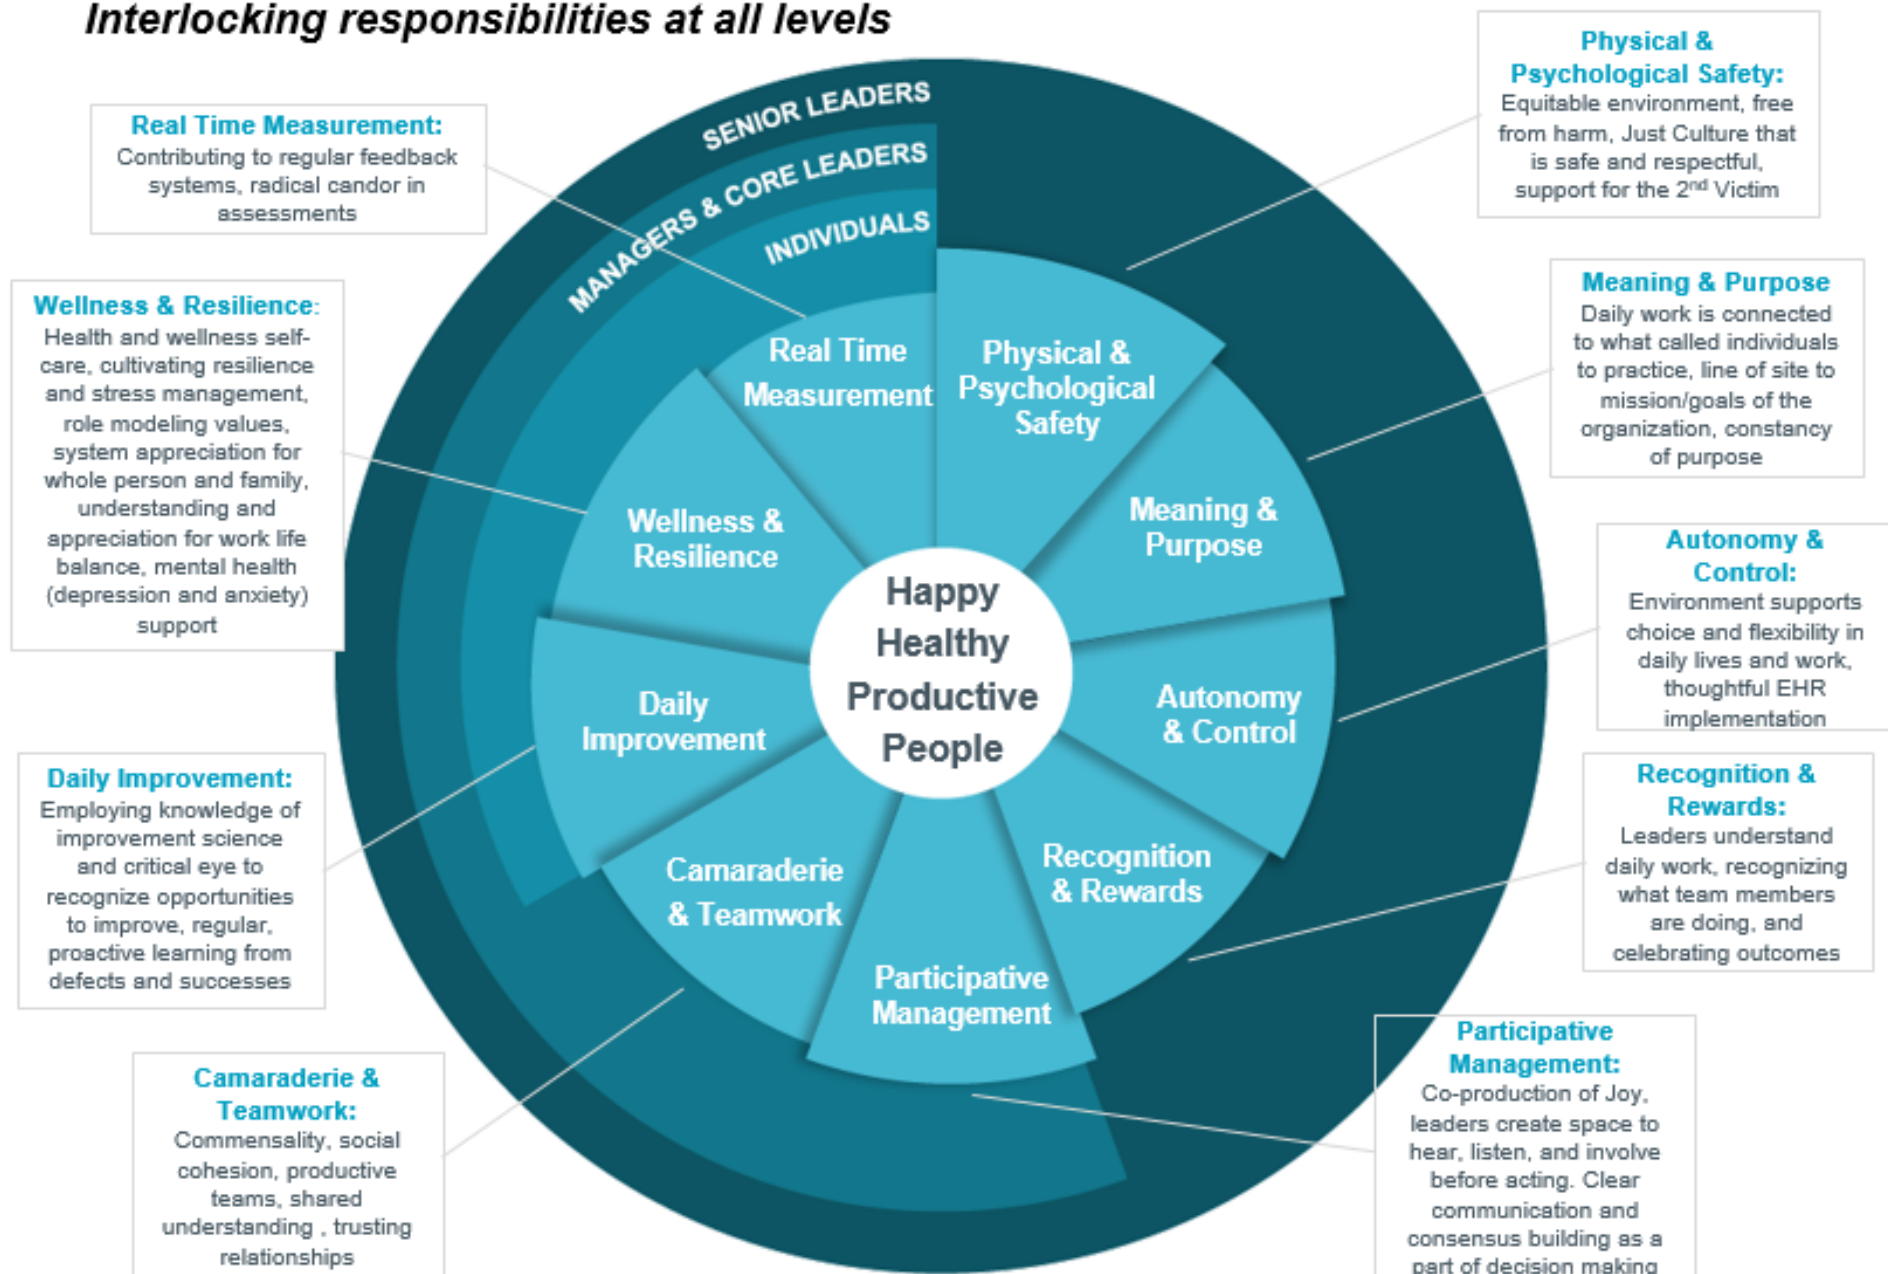 Interlocking responsibilities at all levels
SENIOR LEADERS
MANAGERS & CORE LEADERS
INDIVIDUALS
Real Time
Measurement
Physical &
Psychological
Safety
Meaning &
Purpose
Autonomy
& Control
Recognition
& Rewards
Participative
Management
Camaraderie
& Teamwork
Daily
Improvement
Wellness &
Resilience
Happy
Healthy
Productive
People
Physical &
Psychological Safety:
Equitable environment, free
from harm, Just Culture that
is safe and respectful,
support for the 2nd Victim
Meaning & Purpose
Daily work is connected
to what called individuals
to practice, line of site to
mission/goals of the
organization, constancy
of purpose
Autonomy &
Control:
Environment supports
choice and flexibility in
daily lives and work,
thoughtful EHR
implementation
Recognition &
Rewards:
Leaders understand
daily work, recognizing
what team members
are doing, and
celebrating outcomes
Participative
Management:
Co-production of Joy,
leaders create space to
hear, listen, and involve
before acting. Clear
communication and
consensus building as a
part of decision making
Camaraderie &
Teamwork:
Commensality, social
cohesion, productive
teams, shared
understanding , trusting
relationships
Daily Improvement:
Employing knowledge of
improvement science
and critical eye to
recognize opportunities
to improve, regular,
proactive learning from
defects and successes
Wellness & Resilience:
Health and wellness self-
care, cultivating resilience
and stress management,
role modeling values,
system appreciation for
whole person and family,
understanding and
appreciation for work life
balance, mental health
(depression and anxiety)
support
Real Time Measurement:
Contributing to regular feedback
systems, radical candor in
assessments